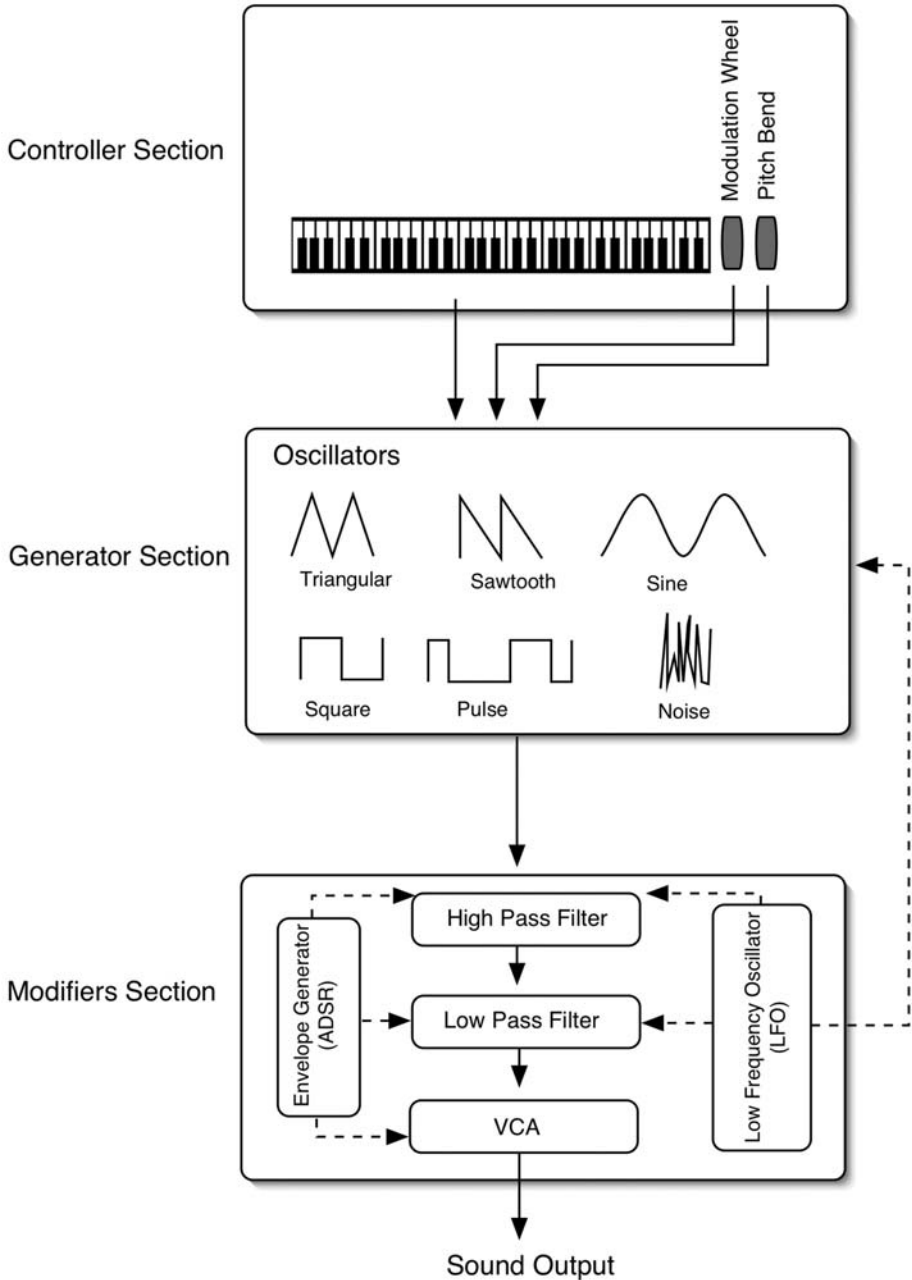 Controller Section
Modulation Wheel
Pitch Bend
Oscillators
Generator Section
Triangular
Sawtooth
Sine
Square
Pulse
Noise
Modifiers Section
Envelope Generator
(ADSR)
High Pass Filter
Low Pass Filter
VCA
Low Frequency Oscillator
(LFO)
Sound Output